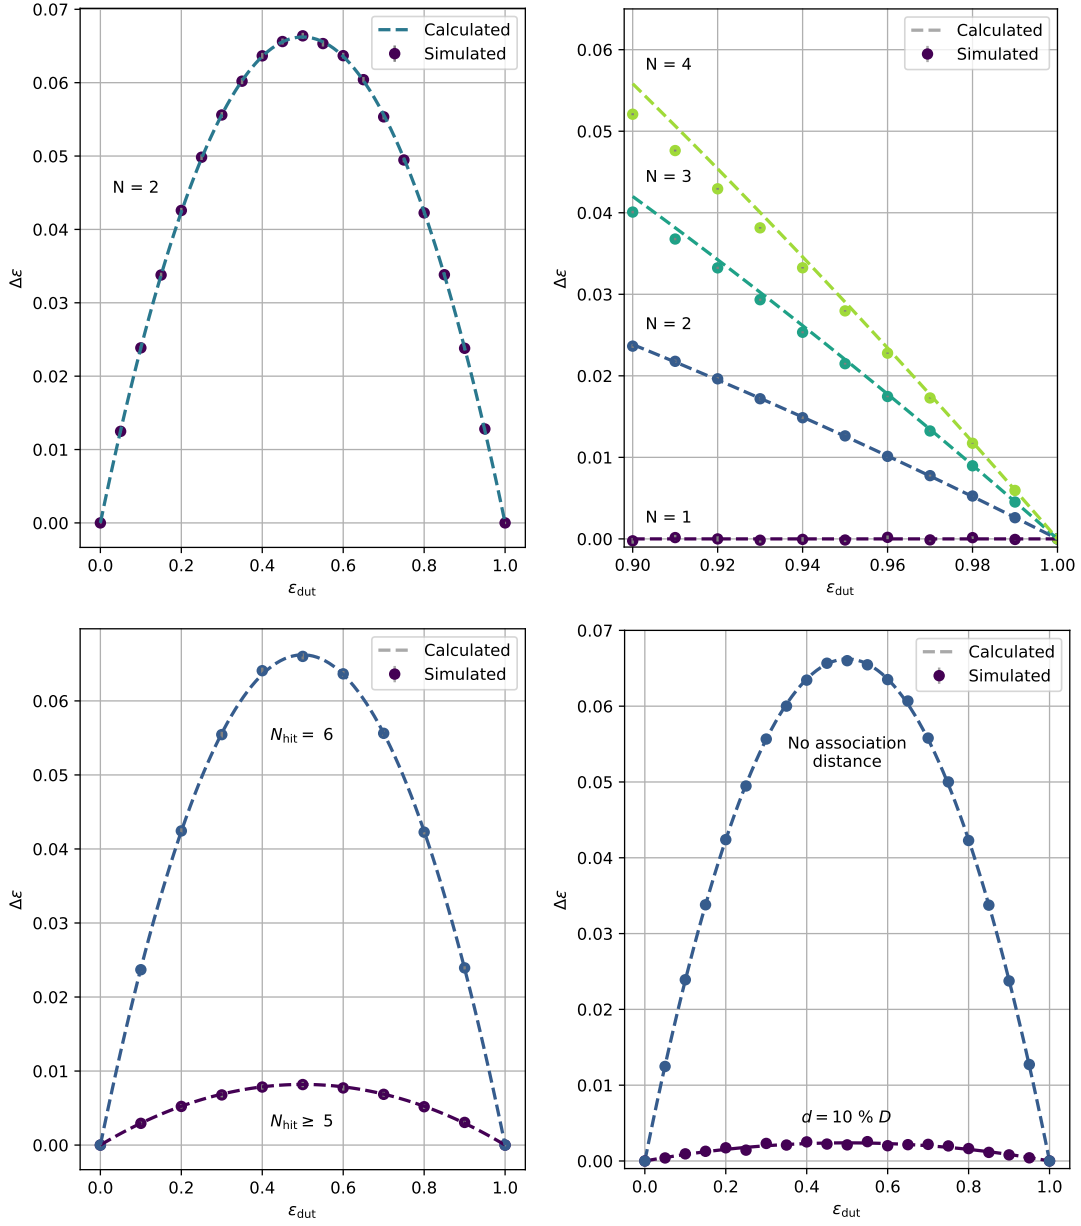 0.07
0.06
0.05
0.04
0.03
0.02
0.01
0.00
Δε
Calculated
Simulated
N = 2
0.0 0.2 0.4 0.6 0.8 1.0
ε_dut
0.06
0.05
0.04
0.03
0.02
0.01
0.00
Δε
Calculated
Simulated
N = 4
N = 3
N = 2
N = 1
0.90 0.92 0.94 0.96 0.98 1.00
ε_dut
0.06
0.05
0.04
0.03
0.02
0.01
0.00
Δε
Calculated
Simulated
N_hit = 6
N_hit ≥ 5
0.0 0.2 0.4 0.6 0.8 1.0
ε_dut
0.07
0.06
0.05
0.04
0.03
0.02
0.01
0.00
Δε
Calculated
Simulated
No association
distance
d = 10 % D
0.0 0.2 0.4 0.6 0.8 1.0
ε_dut